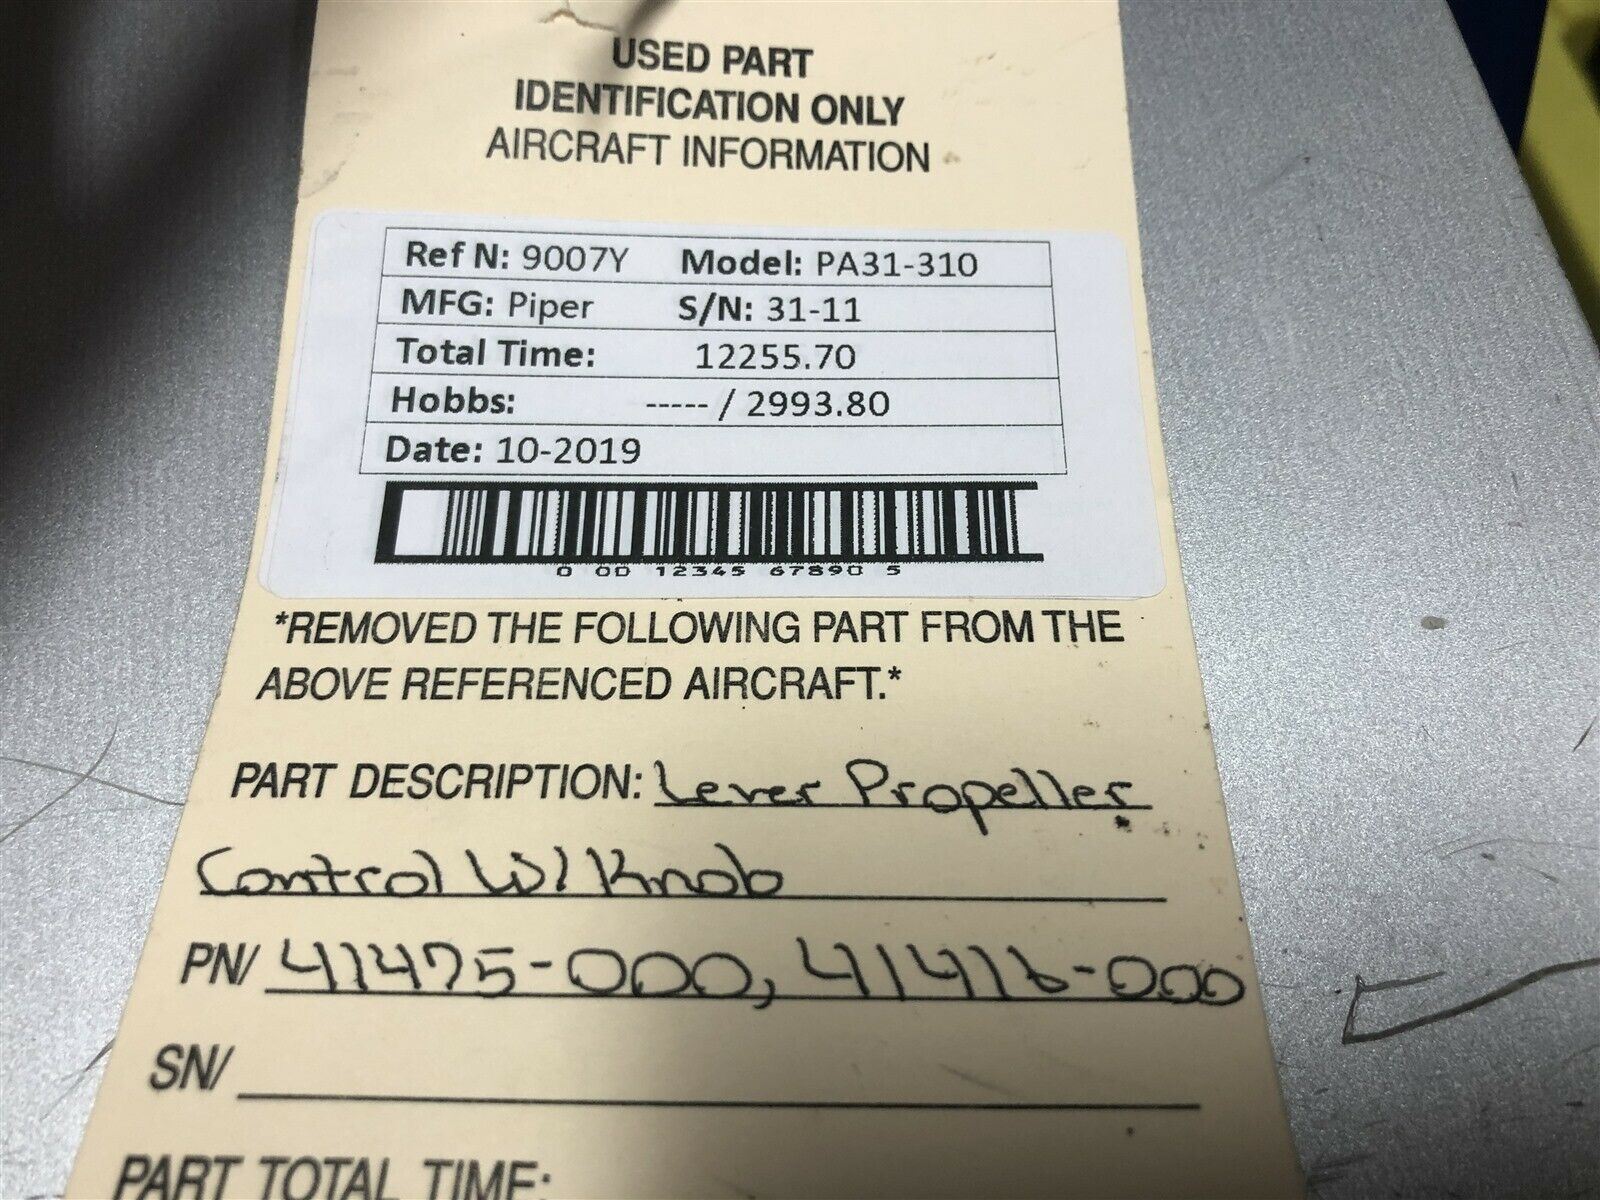 USED PART
IDENTIFICATION ONLY
AIRCRAFT INFORMATION
Ref N: 9007Y Model: PA31-310
MFG: Piper S/N: 31-11
Total Time: 12255.70
Hobbs: ----- / 2993.80
Date: 10-2019
0 00 12345 67890 5
*REMOVED THE FOLLOWING PART FROM THE
ABOVE REFERENCED AIRCRAFT.*
PART DESCRIPTION: Lever Propeller
Control W/ Knob
PN/ 41475-000, 41416-000
SN/
PART TOTAL TIME: